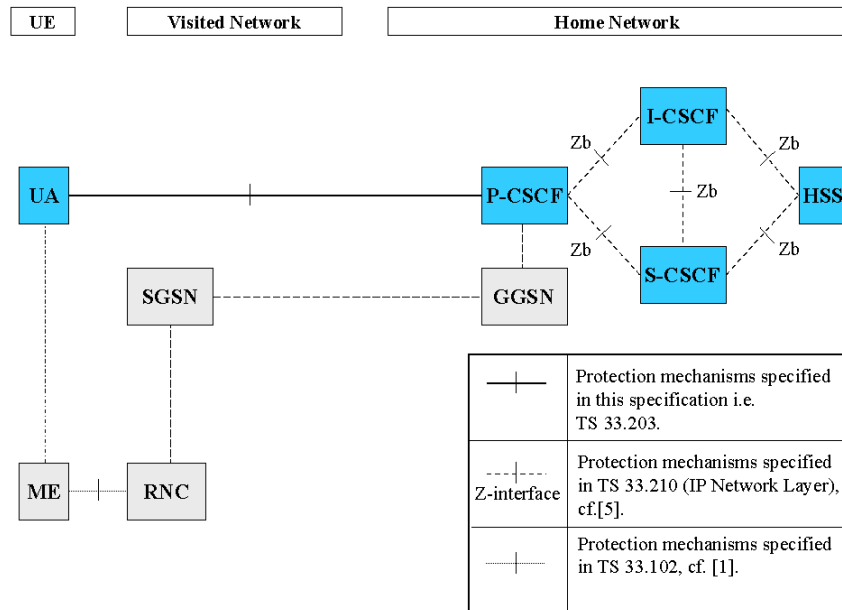 UE
Visited Network
Home Network
I-CSCF
Zb
Zb
UA
P-CSCF
Zb
HSS
Zb
Zb
S-CSCF
SGSN
GGSN
ME
RNC
Protection mechanisms specified
in this specification i.e.
TS 33.203.
Z-interface
Protection mechanisms specified
in TS 33.210 (IP Network Layer),
cf.[5].
Protection mechanisms specified
in TS 33.102, cf. [1].